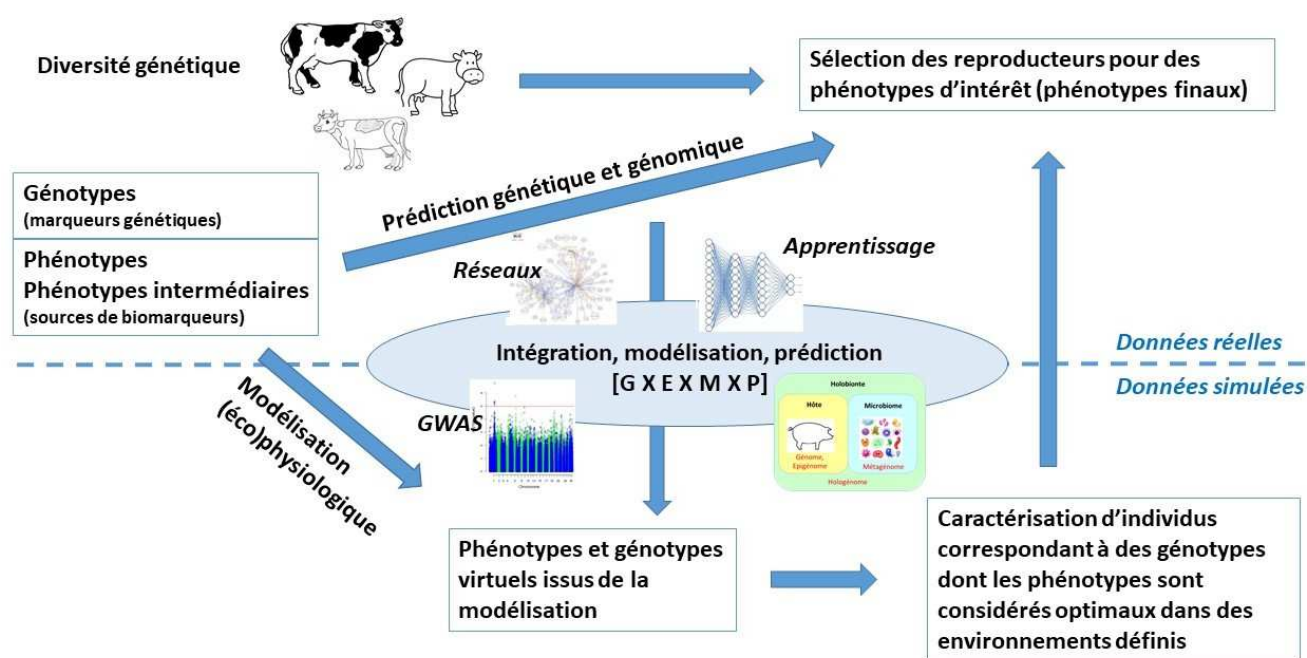 Diversité génétique
Sélection des reproducteurs pour des
phénotypes d'intérêt (phénotypes finaux)
Génotypes
(marqueurs génétiques)
Phénotypes
Phénotypes intermédiaires
(sources de biomarqueurs)
Prédiction génétique et génomique
Réseaux
Apprentissage
Intégration, modélisation, prédiction
[G X E X M X P]
Données réelles
Données simulées
Modélisation
(éco)physiologique
GWAS
Chromosome
Holobionte
Hôte
Microbiome
Génome,
Epigénome
Métagénome
Hologénome
Phénotypes et génotypes
virtuels issus de la
modélisation
Caractérisation d'individus
correspondant à des génotypes
dont les phénotypes sont
considérés optimaux dans des
environnements définis